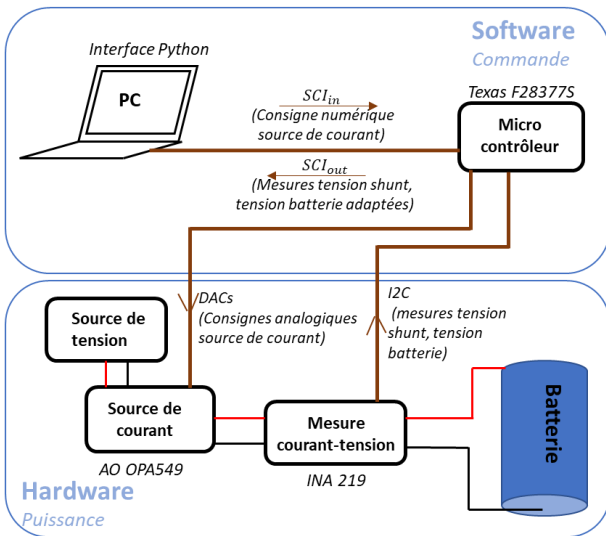 Software
Commande
Interface Python
PC
Texas F28377S
Micro
contrôleur
SCI_in
(Consigne numérique
source de courant)
SCI_out
(Mesures tension shunt,
tension batterie adaptées)
DACs
(Consignes analogiques
source de courant)
I2C
(mesures tension
shunt, tension
batterie)
Source de
tension
Source de
courant
AO OPA549
Mesure
courant-tension
INA 219
Batterie
Hardware
Puissance